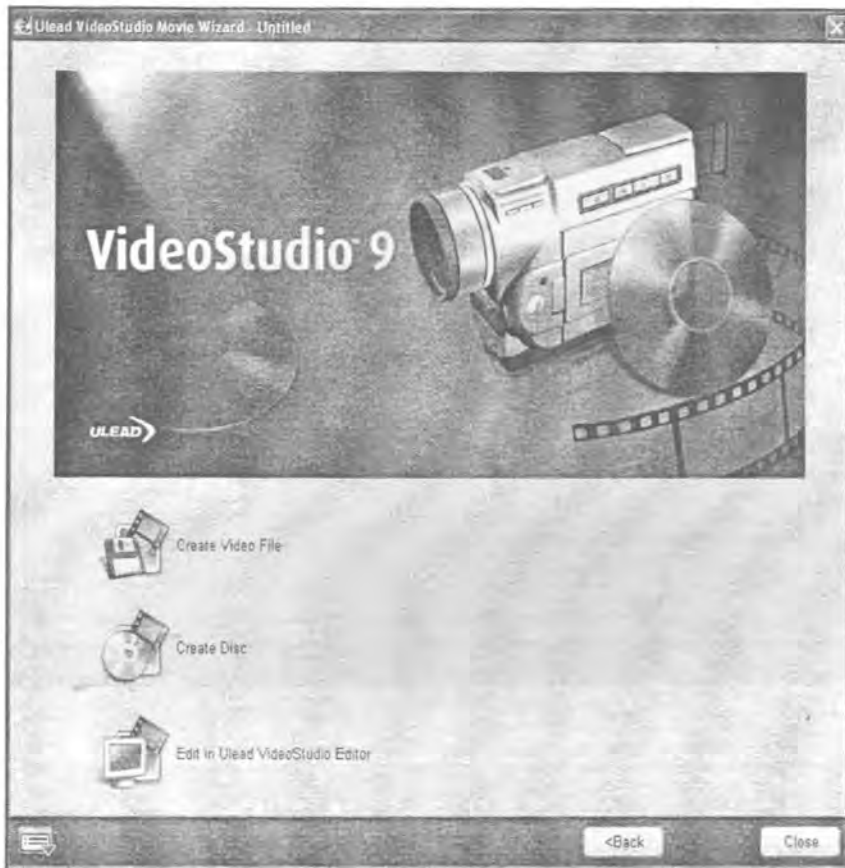 Ulead VideoStudio Movie Wizard - Untitled
VideoStudio™ 9
ULEAD
Create Video File
Create Disc
Edit in Ulead VideoStudio Editor
<Back
Close